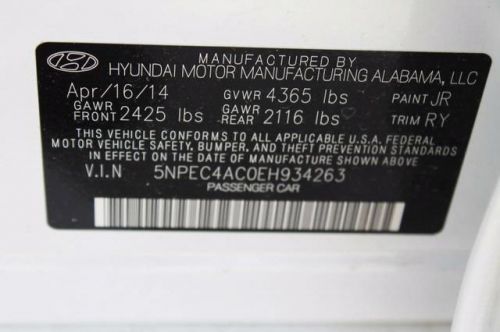 MANUFACTURED BY
HYUNDAI MOTOR MANUFACTURING ALABAMA, LLC
Apr/16/14 GVWR 4365 lbs PAINT JR
GAWR FRONT 2425 lbs GAWR REAR 2116 lbs TRIM RY
THIS VEHICLE CONFORMS TO ALL APPLICABLE U.S.A. FEDERAL
MOTOR VEHICLE SAFETY, BUMPER, AND THEFT PREVENTION STANDARDS
IN EFFECT ON THE DATE OF MANUFACTURE SHOWN ABOVE.
V.I.N 5NPEC4AC0EH934263
PASSENGER CAR